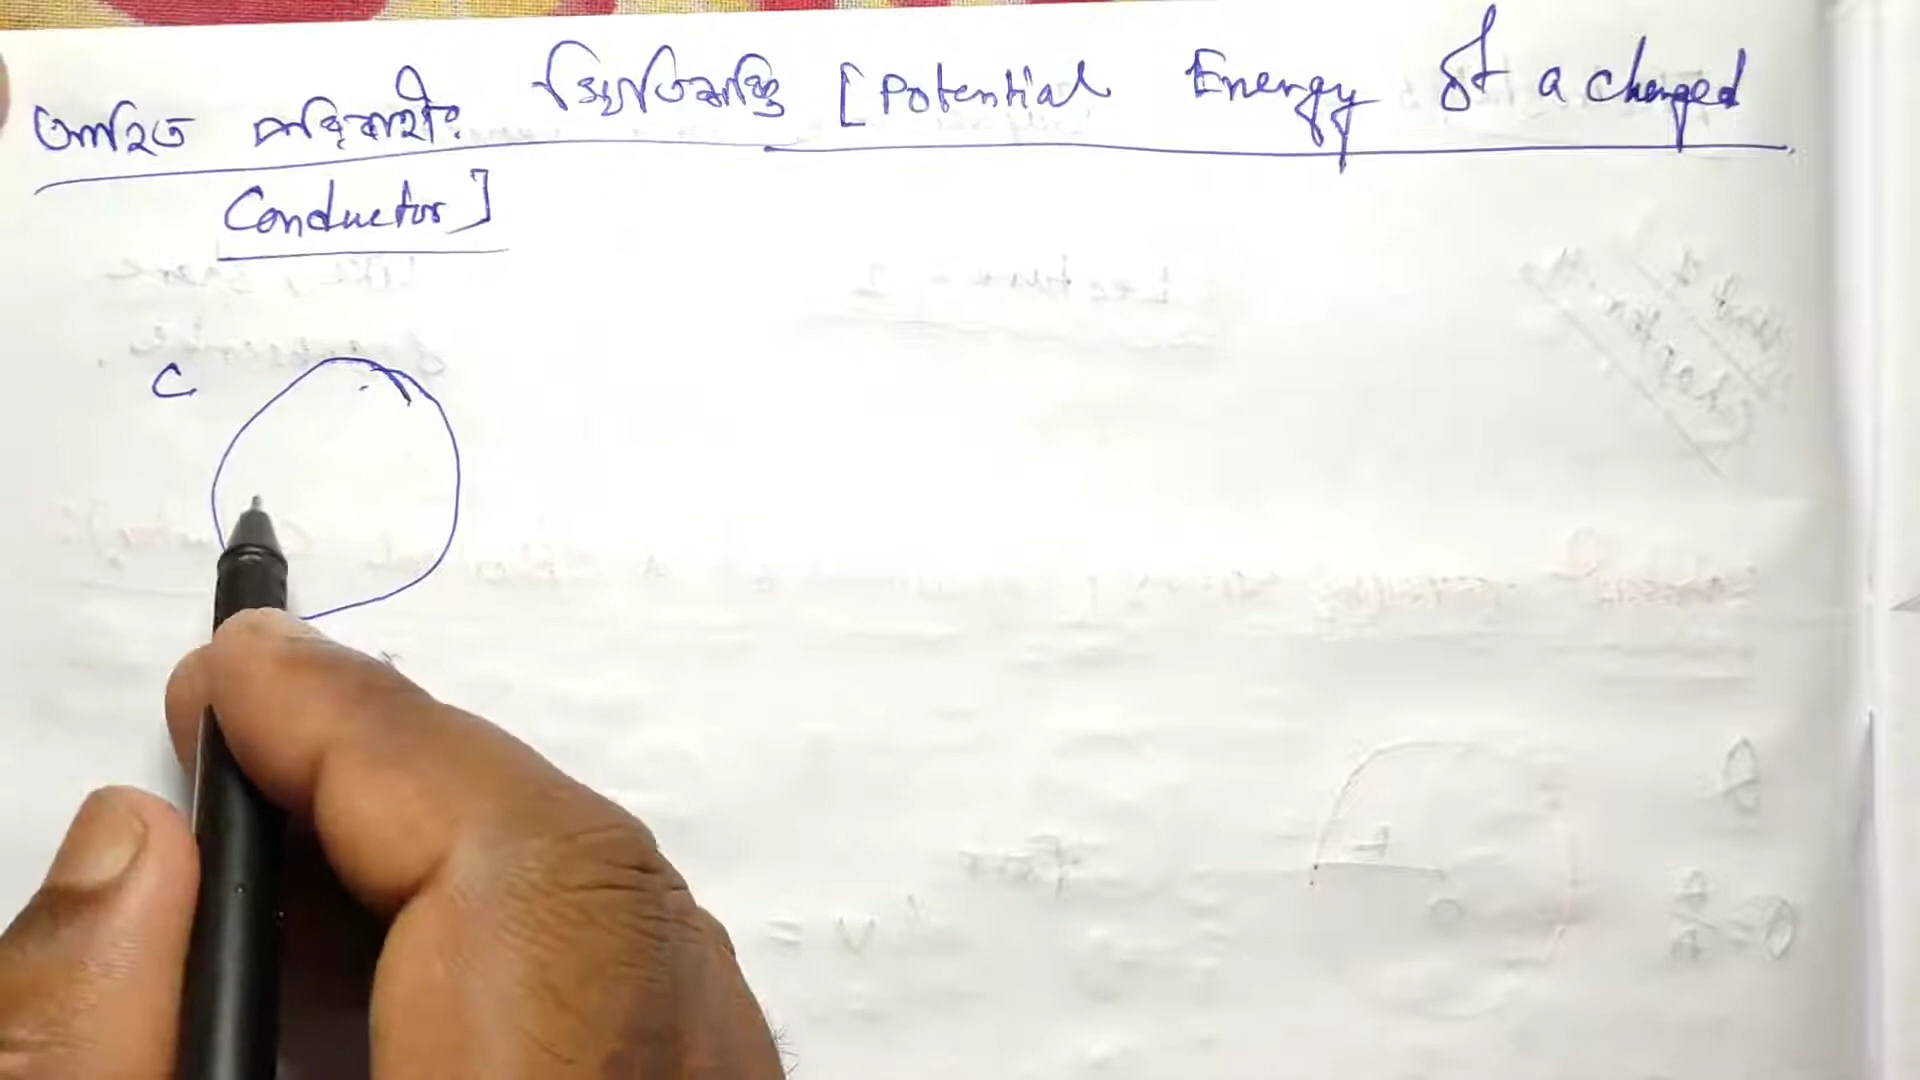 আহিত পরিবাহীর স্থিতিশক্তি [Potential Energy of a charged
Conductor]
C